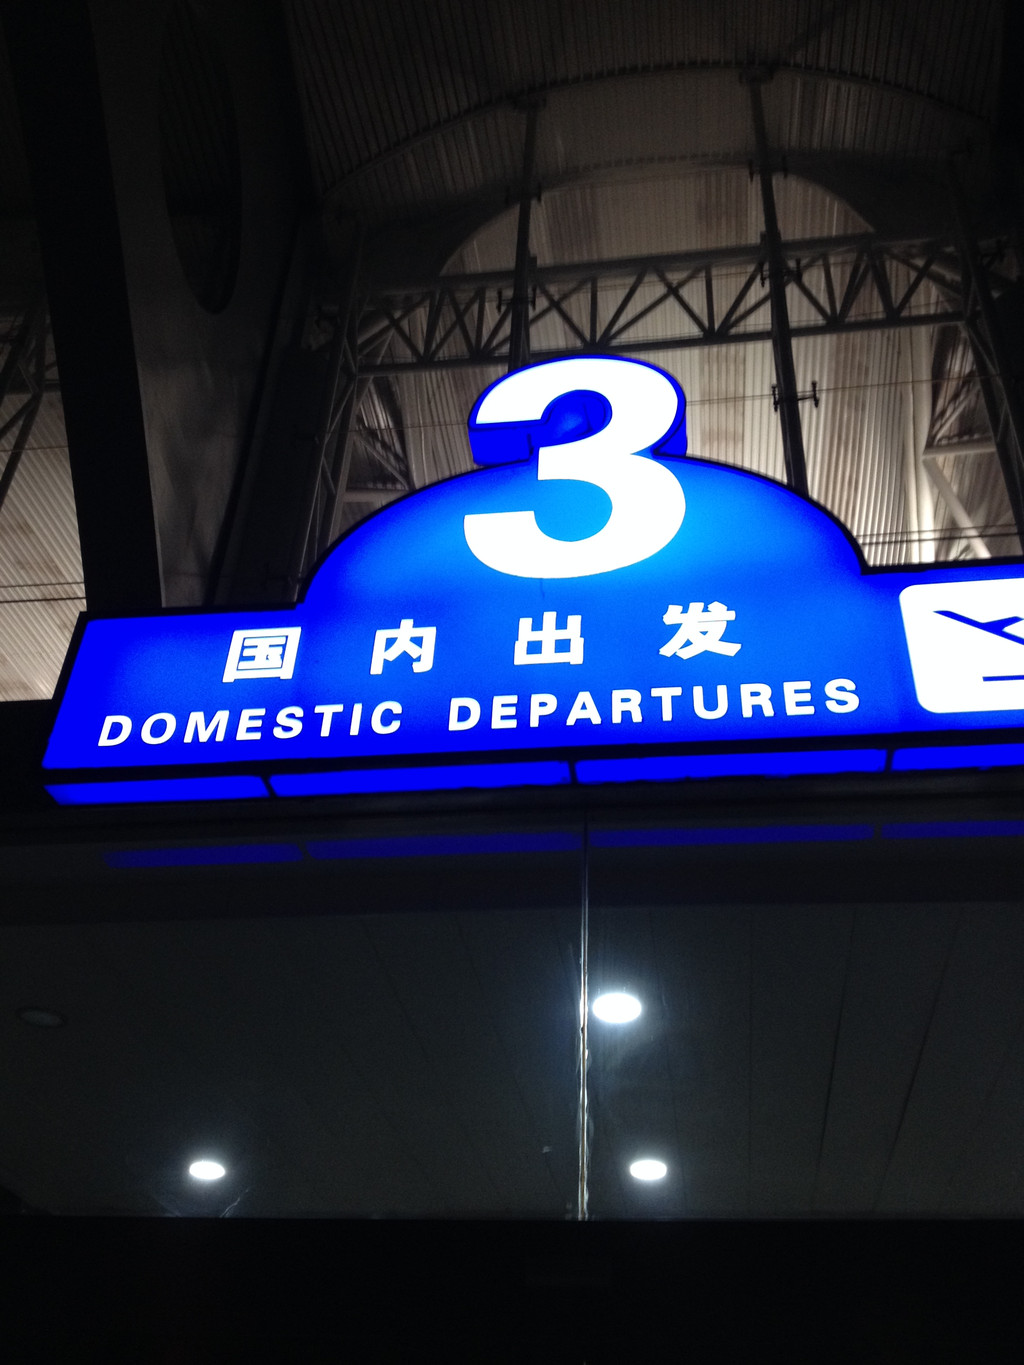 3
国内出发
DOMESTIC DEPARTURES